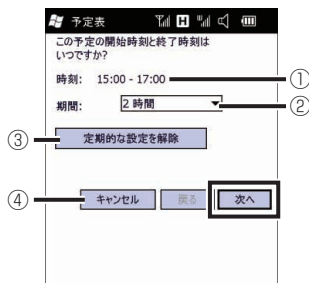 予定表
この予定の開始時刻と終了時刻は
いつですか?
時刻: 15:00 - 17:00
①
期間: 2 時間
②
③
定期的な設定を解除
④
キャンセル 戻る 次へ